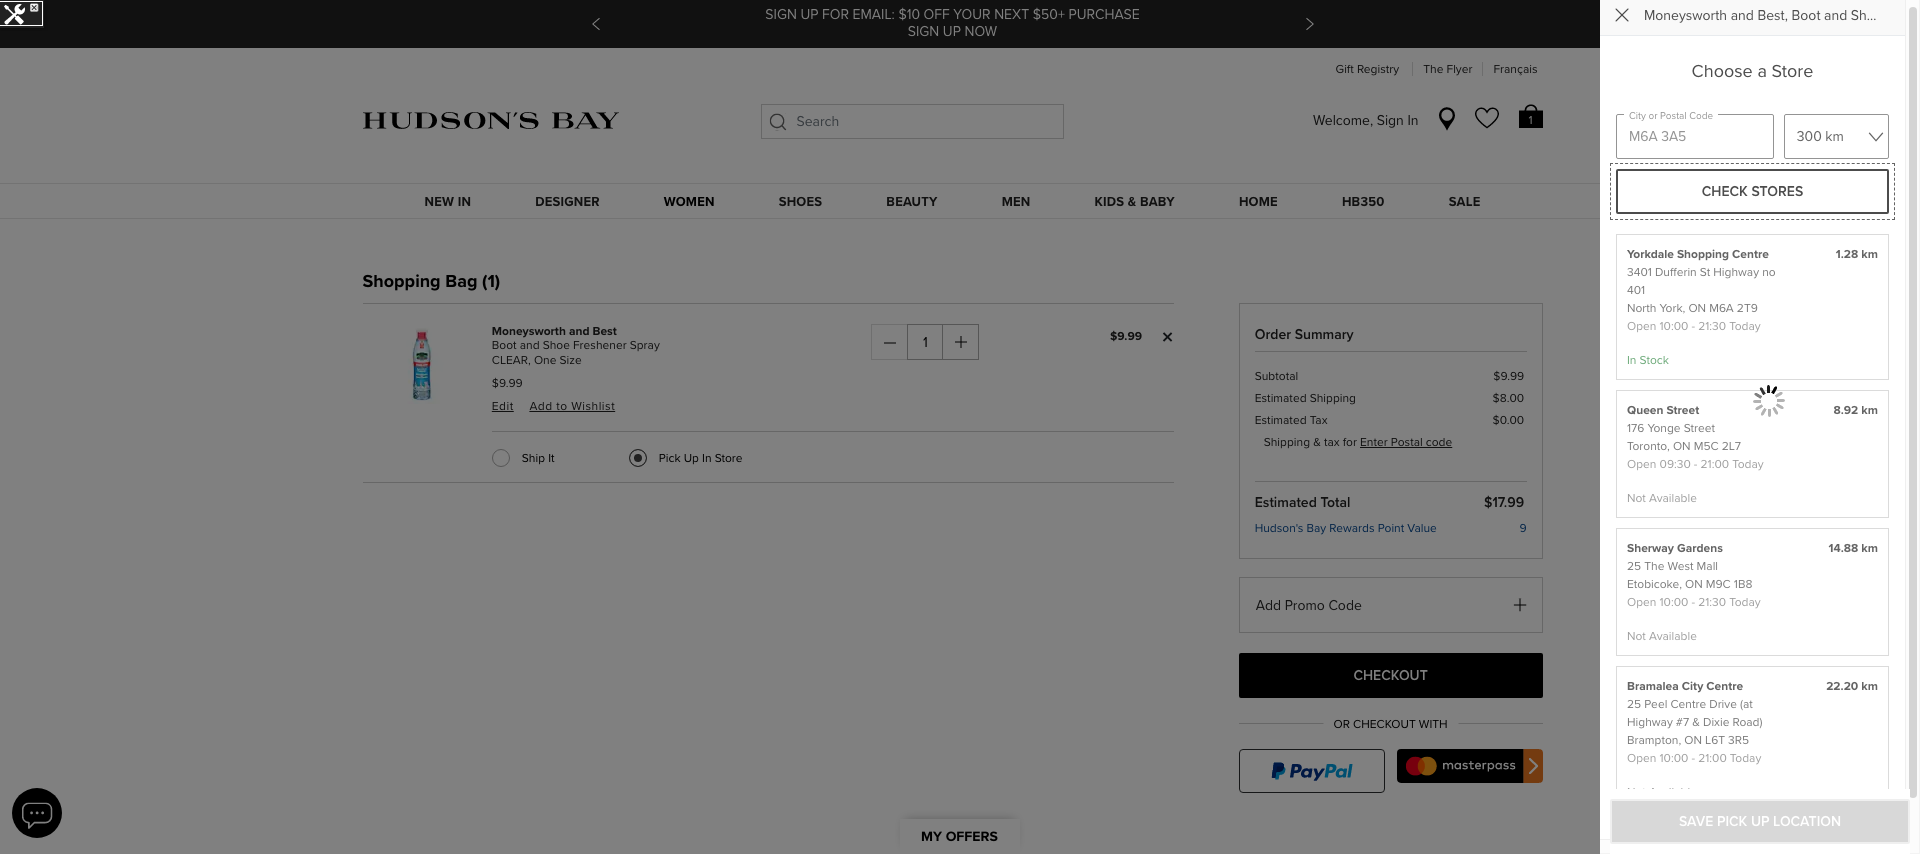 SIGN UP FOR EMAIL: $10 OFF YOUR NEXT $50+ PURCHASE
SIGN UP NOW
Gift Registry
The Flyer
Français
HUDSON'S BAY
Search
Welcome, Sign In
1
NEW IN
DESIGNER
WOMEN
SHOES
BEAUTY
MEN
KIDS & BABY
HOME
HB350
SALE
Shopping Bag (1)
Moneysworth and Best
Boot and Shoe Freshener Spray
CLEAR, One Size
$9.99
Edit
Add to Wishlist
1
$9.99
Ship It
Pick Up In Store
Order Summary
Subtotal $9.99
Estimated Shipping $8.00
Estimated Tax $0.00
Shipping & tax for Enter Postal code
Estimated Total $17.99
Hudson's Bay Rewards Point Value 9
Add Promo Code
CHECKOUT
OR CHECKOUT WITH
PayPal
masterpass
MY OFFERS
Moneysworth and Best, Boot and Sh...
Choose a Store
City or Postal Code
M6A 3A5
300 km
CHECK STORES
Yorkdale Shopping Centre 1.28 km
3401 Dufferin St Highway no
401
North York, ON M6A 2T9
Open 10:00 - 21:30 Today
In Stock
Queen Street 8.92 km
176 Yonge Street
Toronto, ON M5C 2L7
Open 09:30 - 21:00 Today
Not Available
Sherway Gardens 14.88 km
25 The West Mall
Etobicoke, ON M9C 1B8
Open 10:00 - 21:30 Today
Not Available
Bramalea City Centre 22.20 km
25 Peel Centre Drive (at
Highway #7 & Dixie Road)
Brampton, ON L6T 3R5
Open 10:00 - 21:00 Today
SAVE PICK UP LOCATION